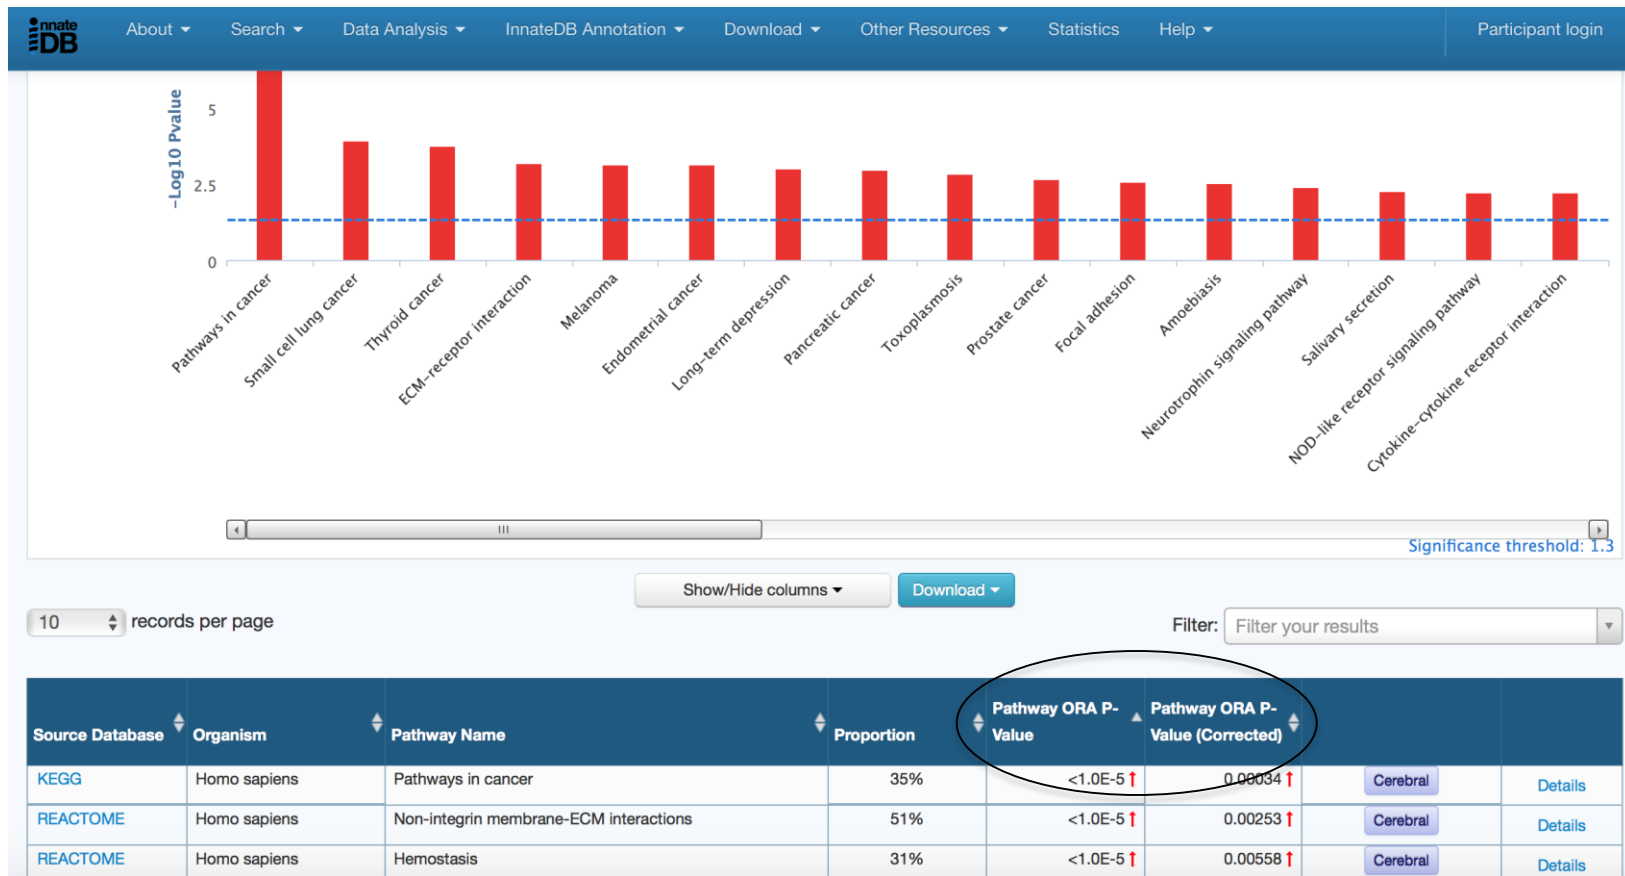 nnate
DB
About
Search
Data Analysis
InnateDB Annotation
Download
Other Resources
Statistics
Help
Participant login
-Log10 Pvalue
5
2.5
0
Pathways in cancer
Small cell lung cancer
Thyroid cancer
ECM-receptor interaction
Melanoma
Endometrial cancer
Long-term depression
Pancreatic cancer
Toxoplasmosis
Prostate cancer
Focal adhesion
Amoebiasis
Neurotrophin signaling pathway
Salivary secretion
NOD-like receptor signaling pathway
Cytokine-cytokine receptor interaction
Significance threshold: 1.3
Show/Hide columns
Download
10 records per page
Filter: Filter your results
Source Database Organism Pathway Name Proportion Pathway ORA P-Value Pathway ORA P-Value (Corrected)
KEGG Homo sapiens Pathways in cancer 35% <1.0E-5 0.00034 Cerebral Details
REACTOME Homo sapiens Non-integrin membrane-ECM interactions 51% <1.0E-5 0.00253 Cerebral Details
REACTOME Homo sapiens Hemostasis 31% <1.0E-5 0.00558 Cerebral Details